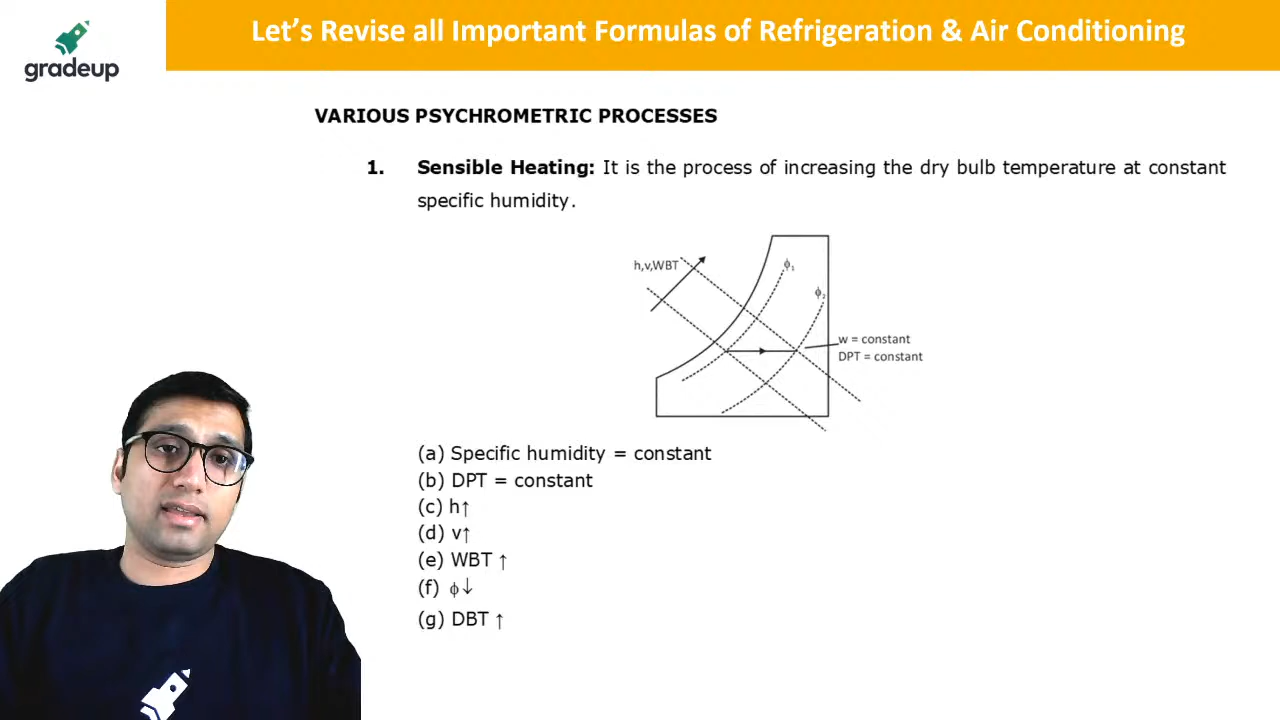 Let's Revise all Important Formulas of Refrigeration & Air Conditioning
gradeup
VARIOUS PSYCHROMETRIC PROCESSES
1. Sensible Heating: It is the process of increasing the dry bulb temperature at constant
specific humidity.
h,v,WBT
ϕ1
ϕ2
w = constant
DPT = constant
(a) Specific humidity = constant
(b) DPT = constant
(c) h↑
(d) v↑
(e) WBT ↑
(f) ϕ↓
(g) DBT ↑